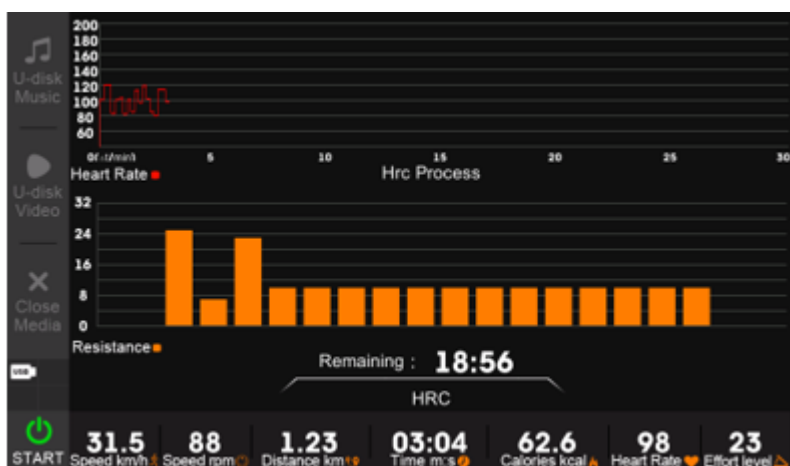 200
180
160
140
120
100
80
60
5 10 15 20 25 30
Heart Rate Hrc Process
U-disk
Music
U-disk
Video
Close
Media
32
24
16
8
0
Resistance
Remaining : 18:56
HRC
USB
START
31.5 88 1.23 03:04 62.6 98 23
Speed km/h Speed rpm Distance km Time m:s Calories kcal Heart Rate Effort level